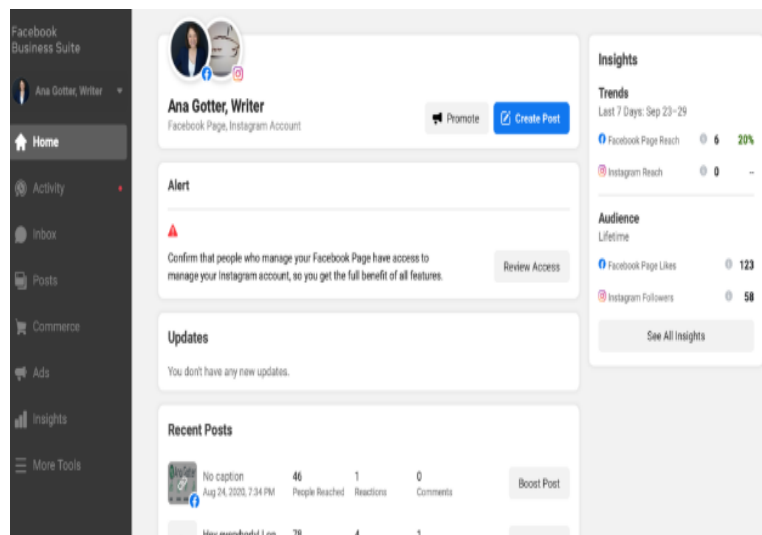 Facebook
Business Suite
Ana Gotter, Writer
Home
Activity
Inbox
Posts
Commerce
Ads
Insights
More Tools
Ana Gotter, Writer
Facebook Page, Instagram Account
Promote
Create Post
Alert
Confirm that people who manage your Facebook Page have access to
manage your Instagram account, so you get the full benefit of all features.
Review Access
Updates
You don't have any new updates.
Recent Posts
No caption 46 1 0
Aug 24, 2020, 7:34 PM People Reached Reactions Comments
Boost Post
Hey everybody! I 78 4 1
Insights
Trends
Last 7 Days: Sep 23–29
Facebook Page Reach 6 20%
Instagram Reach 0 --
Audience
Lifetime
Facebook Page Likes 123
Instagram Followers 58
See All Insights